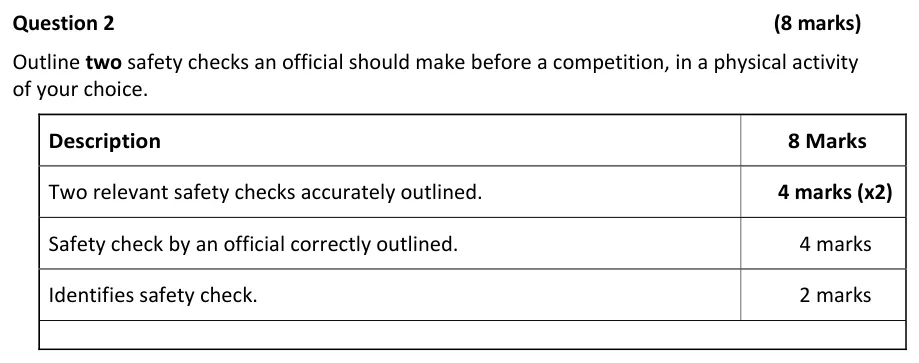 Question 2 (8 marks)
Outline two safety checks an official should make before a competition, in a physical activity
of your choice.
Description 8 Marks
Two relevant safety checks accurately outlined. 4 marks (x2)
Safety check by an official correctly outlined. 4 marks
Identifies safety check. 2 marks